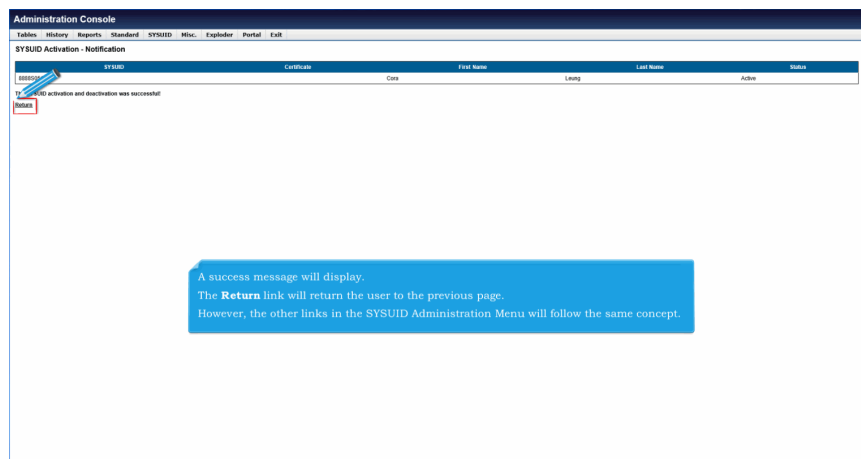 Administration Console
Tables History Reports Standard SYSUID Misc. Exploder Portal Exit
SYSUID Activation - Notification
SYSUID Certificate First Name Last Name Status
Cora Leung Active
SUID activation and deactivation was successful!
Return
A success message will display.
The Return link will return the user to the previous page.
However, the other links in the SYSUID Administration Menu will follow the same concept.